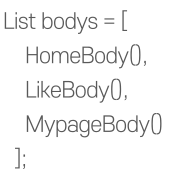 List bodys = [
HomeBody(),
LikeBody(),
MypageBody()
];